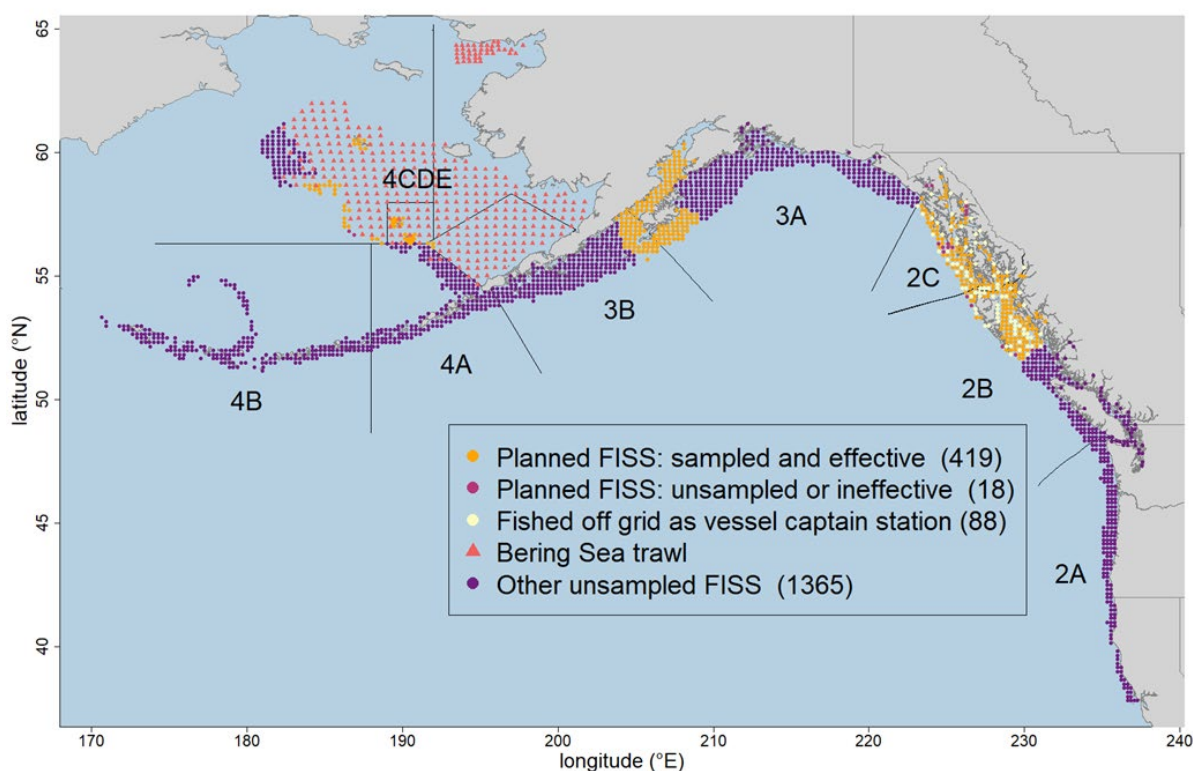 65
60
55
50
45
40
latitude (°N)
4CDE
3A
2C
3B
4A
4B
2B
2A
Planned FISS: sampled and effective (419)
Planned FISS: unsampled or ineffective (18)
Fished off grid as vessel captain station (88)
Bering Sea trawl
Other unsampled FISS (1365)
170 180 190 200 210 220 230 240
longitude (°E)